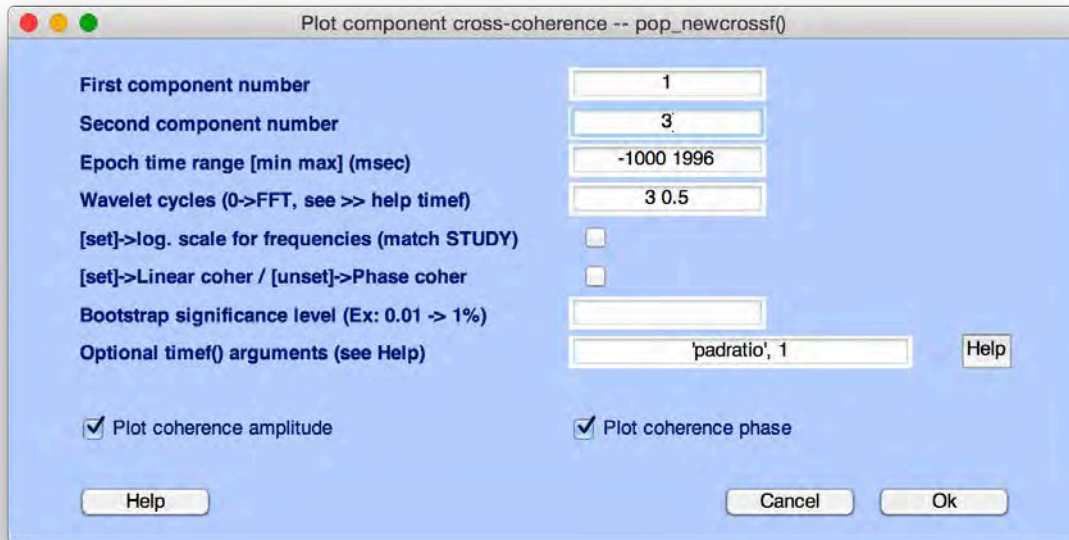 Plot component cross-coherence -- pop_newcrossf()
First component number 1
Second component number 3
Epoch time range [min max] (msec) -1000 1996
Wavelet cycles (0->FFT, see >> help timef) 3 0.5
[set]->log. scale for frequencies (match STUDY)
[set]->Linear coher / [unset]->Phase coher
Bootstrap significance level (Ex: 0.01 -> 1%)
Optional timef() arguments (see Help) 'padratio', 1 Help
Plot coherence amplitude Plot coherence phase
Help Cancel Ok